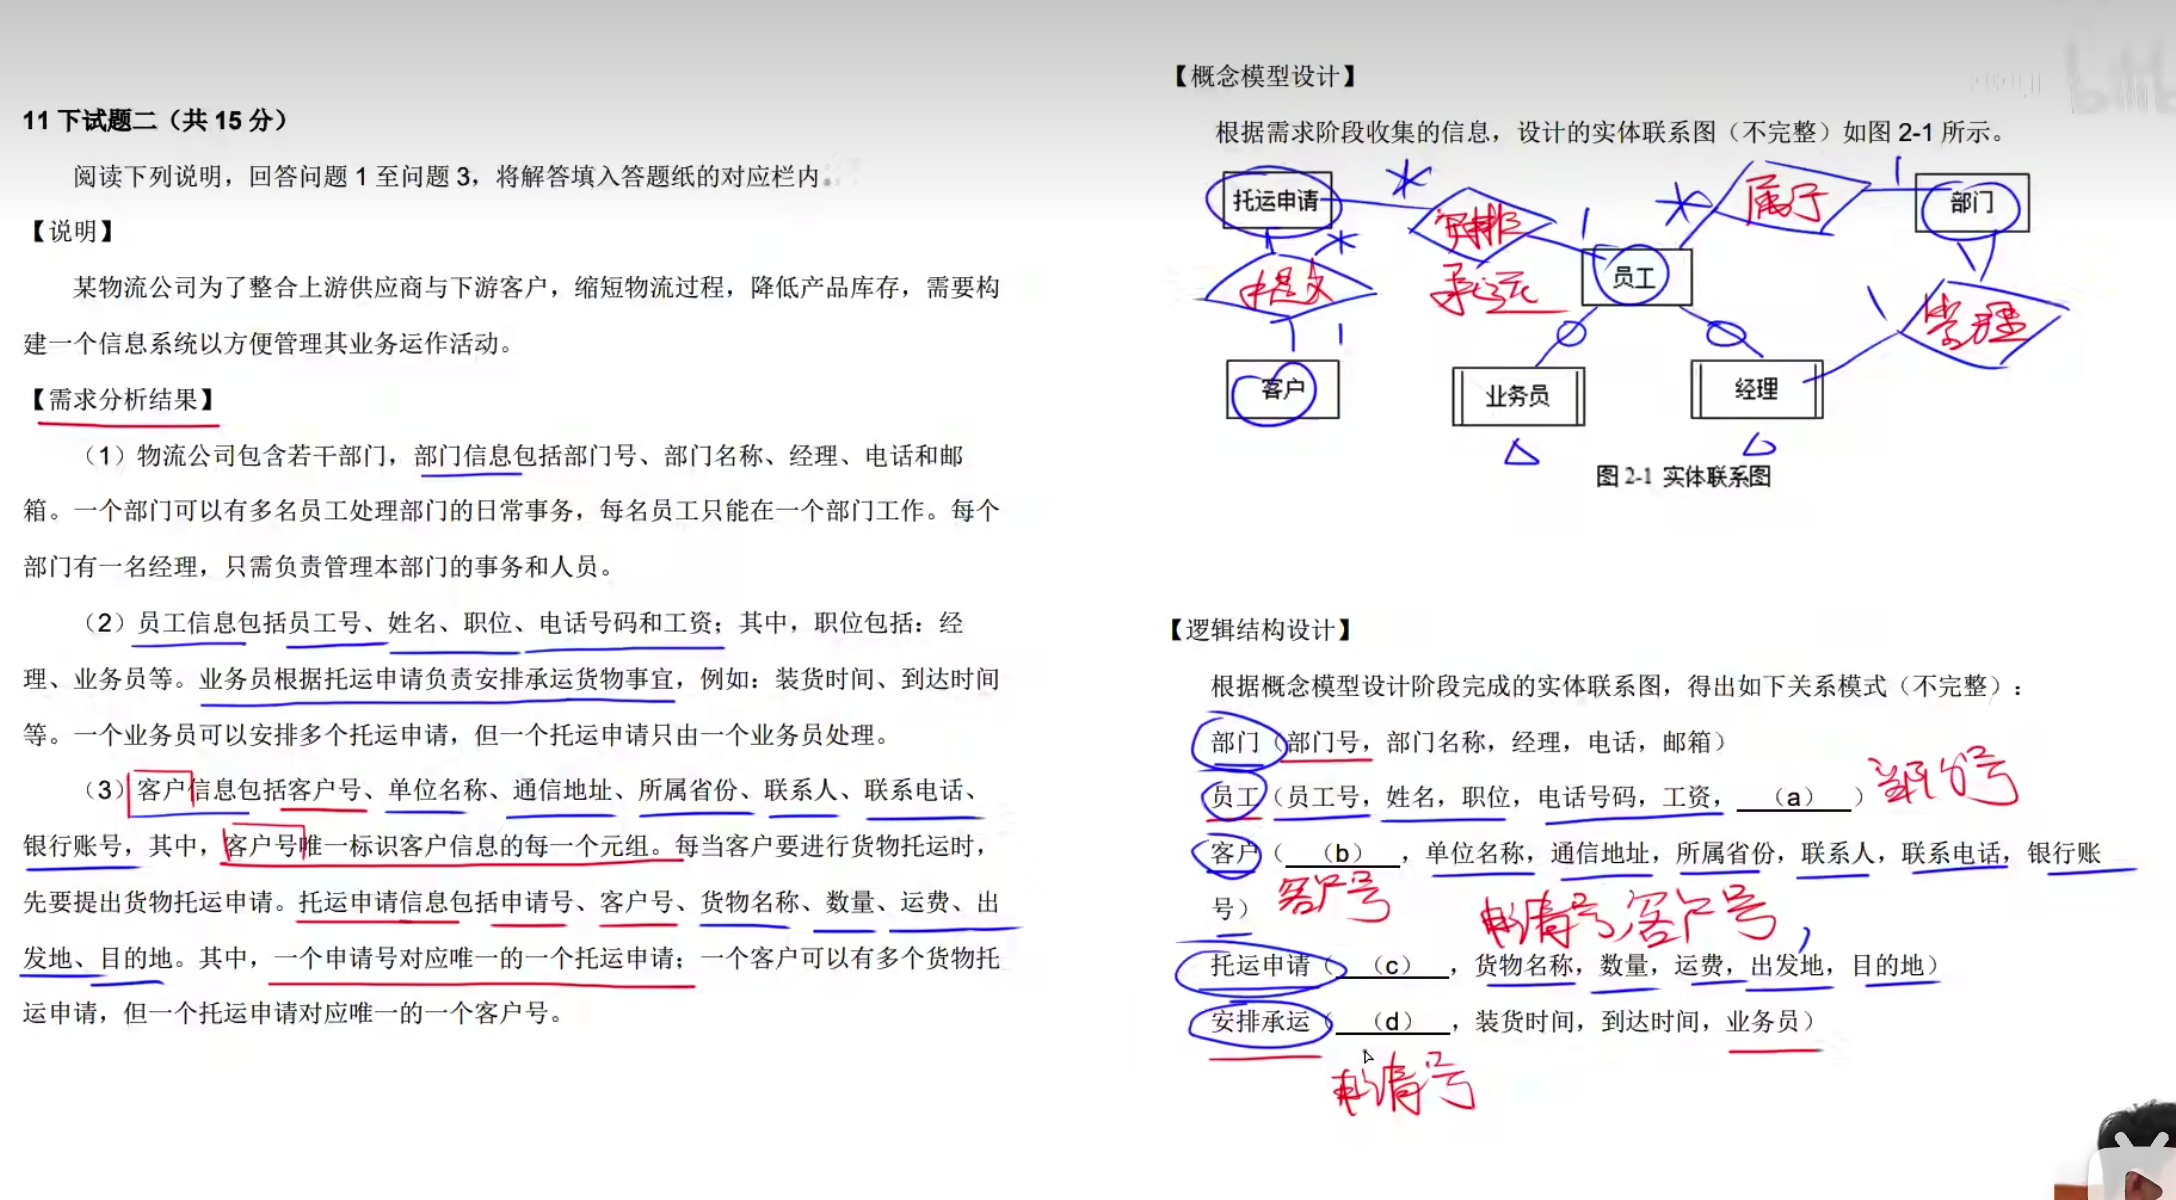 11 下试题二（共 15 分）
阅读下列说明，回答问题 1 至问题 3，将解答填入答题纸的对应栏内。
【说明】
某物流公司为了整合上游供应商与下游客户，缩短物流过程，降低产品库存，需要构
建一个信息系统以方便管理其业务运作活动。
【需求分析结果】
（1）物流公司包含若干部门，部门信息包括部门号、部门名称、经理、电话和邮
箱。一个部门可以有多名员工处理部门的日常事务，每名员工只能在一个部门工作。每个
部门有一名经理，只需负责管理本部门的事务和人员。
（2）员工信息包括员工号、姓名、职位、电话号码和工资；其中，职位包括：经
理、业务员等。业务员根据托运申请负责安排承运货物事宜，例如：装货时间、到达时间
等。一个业务员可以安排多个托运申请，但一个托运申请只由一个业务员处理。
（3）客户信息包括客户号、单位名称、通信地址、所属省份、联系人、联系电话、
银行账号，其中，客户号唯一标识客户信息的每一个元组。每当客户要进行货物托运时，
先要提出货物托运申请。托运申请信息包括申请号、客户号、货物名称、数量、运费、出
发地、目的地。其中，一个申请号对应唯一的一个托运申请；一个客户可以有多个货物托
运申请，但一个托运申请对应唯一的一个客户号。
【概念模型设计】
根据需求阶段收集的信息，设计的实体联系图（不完整）如图 2-1 所示。
托运申请 * 安排 1 * 属于 1 部门
员工
* 提交 承运 1 管理 1
1
客户 业务员 经理
图 2-1 实体联系图
【逻辑结构设计】
根据概念模型设计阶段完成的实体联系图，得出如下关系模式（不完整）：
部门（部门号，部门名称，经理，电话，邮箱）
员工（员工号，姓名，职位，电话号码，工资，（a））部门号
客户（（b），单位名称，通信地址，所属省份，联系人，联系电话，银行账
号） 客户号 申请号，客户号，
托运申请（（c），货物名称，数量，运费，出发地，目的地）
安排承运（（d），装货时间，到达时间，业务员）
申请号